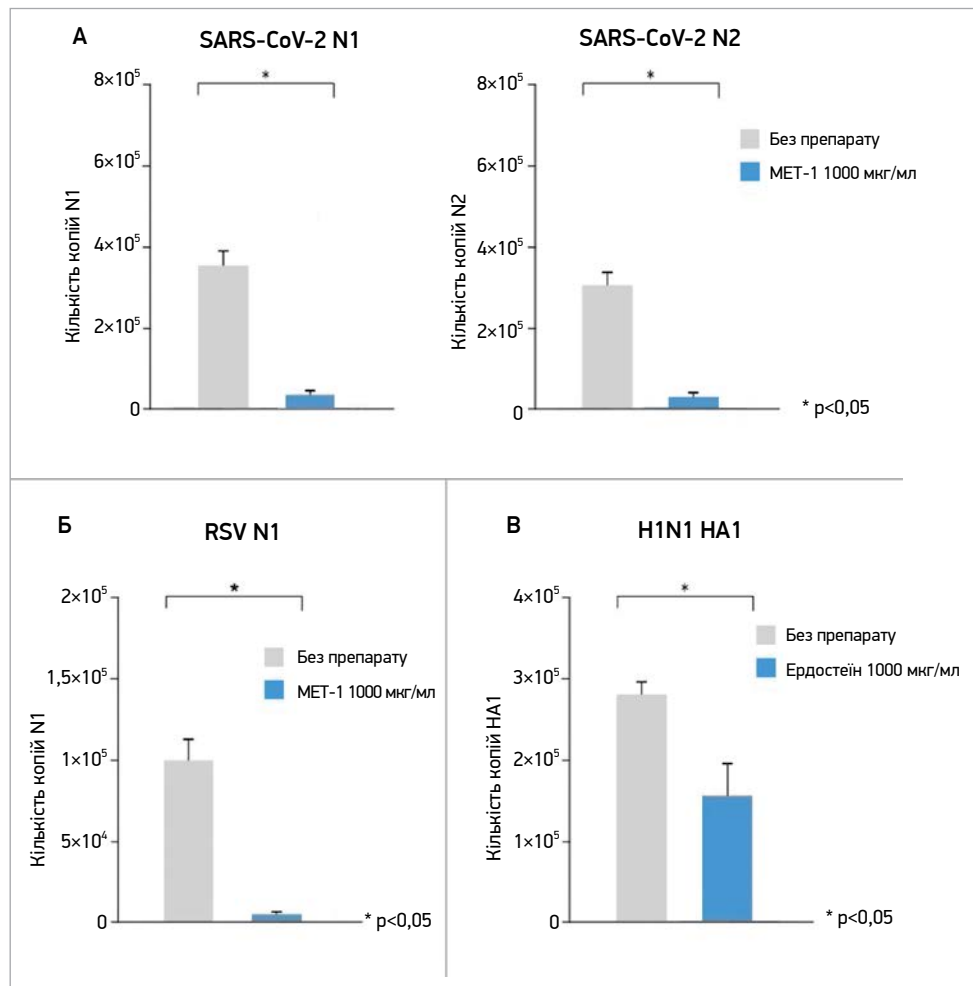 А
SARS-CoV-2 N1
8×10⁵
6×10⁵
4×10⁵
2×10⁵
0
Кількість копій N1
*
SARS-CoV-2 N2
8×10⁵
6×10⁵
4×10⁵
2×10⁵
0
Кількість копій N2
*
Без препарату
МЕТ-1 1000 мкг/мл
* p<0,05
Б
RSV N1
2×10⁵
1,5×10⁵
1×10⁵
5×10⁴
0
Кількість копій N1
*
Без препарату
МЕТ-1 1000 мкг/мл
* p<0,05
В
H1N1 HA1
4×10⁵
3×10⁵
2×10⁵
1×10⁵
0
Кількість копій HA1
*
Без препарату
Ердостеїн 1000 мкг/мл
* p<0,05